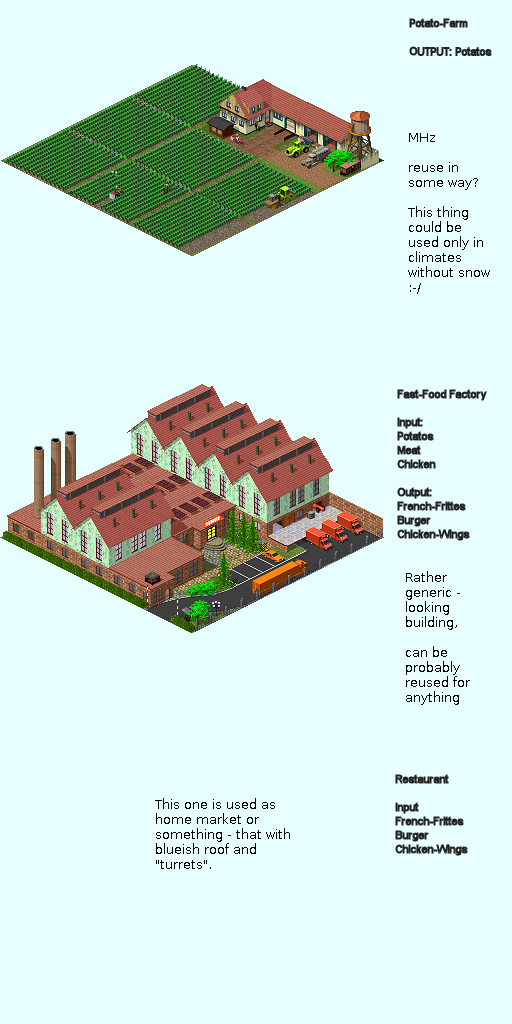 Potato-Farm
OUTPUT: Potatos
MHz
reuse in
some way?
This thing
could be
used only in
climates
without snow
:-/
Fast-Food Factory
Input:
Potatos
Meat
Chicken
Output:
French-Frittes
Burger
Chicken-Wings
Rather
generic -
looking
building,
can be
probably
reused for
anything
Restaurant
Input
French-Frittes
Burger
Chicken-Wings
This one is used as
home market or
something - that with
blueish roof and
"turrets".